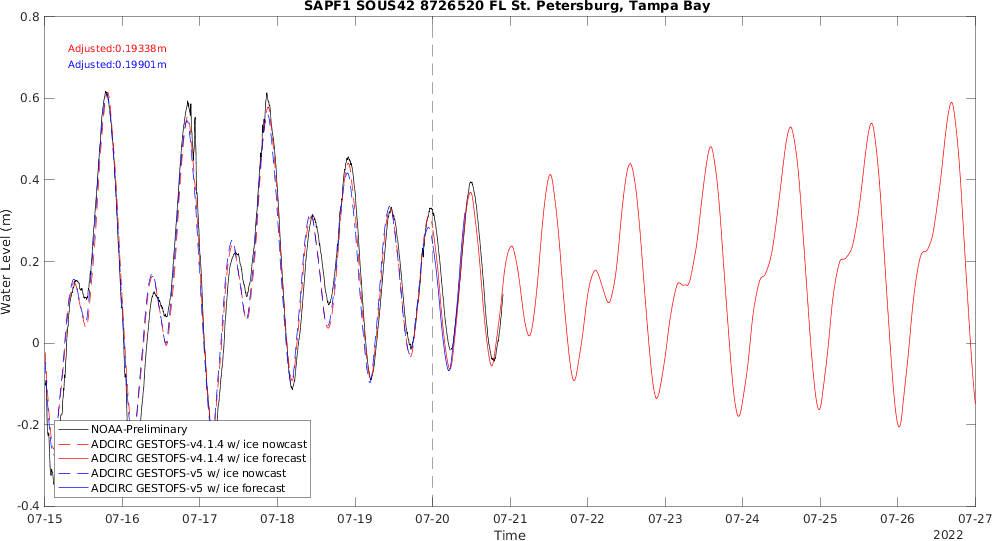 SAPF1 SOUS42 8726520 FL St. Petersburg, Tampa Bay
Adjusted:0.19338m
Adjusted:0.19901m
Water Level (m)
0.8
0.6
0.4
0.2
0
-0.2
-0.4
NOAA-Preliminary
ADCIRC GESTOFS-v4.1.4 w/ ice nowcast
ADCIRC GESTOFS-v4.1.4 w/ ice forecast
ADCIRC GESTOFS-v5 w/ ice nowcast
ADCIRC GESTOFS-v5 w/ ice forecast
07-15 07-16 07-17 07-18 07-19 07-20 07-21 07-22 07-23 07-24 07-25 07-26 07-27
Time
2022